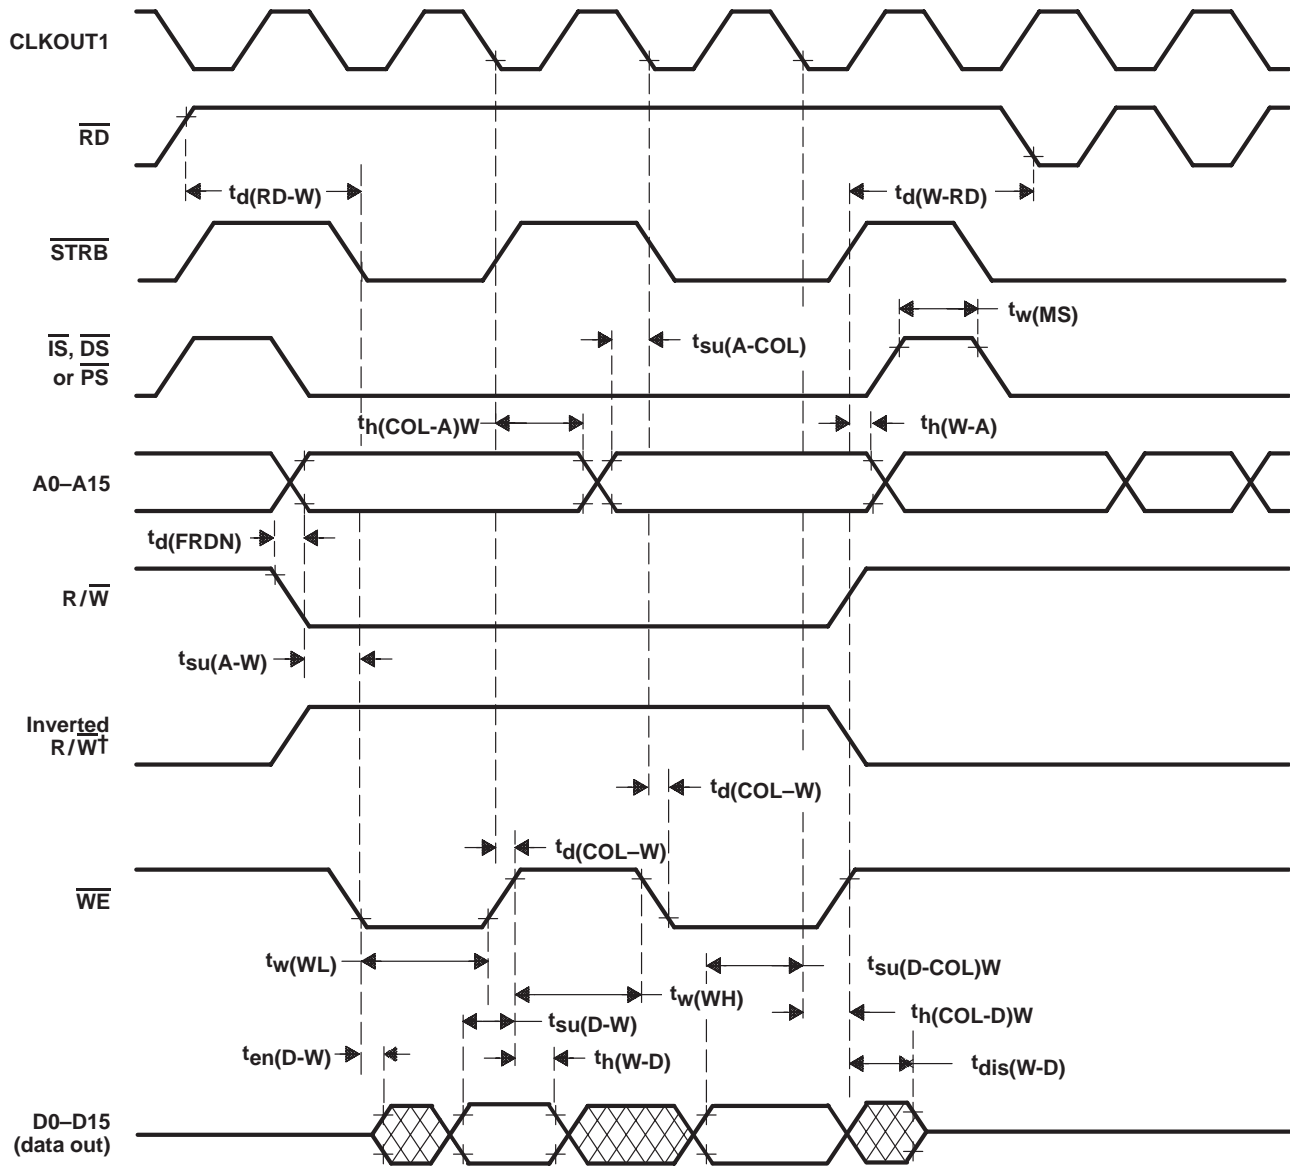 CLKOUT1
RD
td(RD-W)
td(W-RD)
STRB
tw(MS)
IS, DS
or PS
tsu(A-COL)
th(COL-A)W
th(W-A)
A0–A15
td(FRDN)
R/W
tsu(A-W)
Inverted
R/W†
td(COL–W)
td(COL–W)
WE
tw(WL)
tsu(D-COL)W
tw(WH)
th(COL-D)W
tsu(D-W)
ten(D-W)
th(W-D)
tdis(W-D)
D0–D15
(data out)